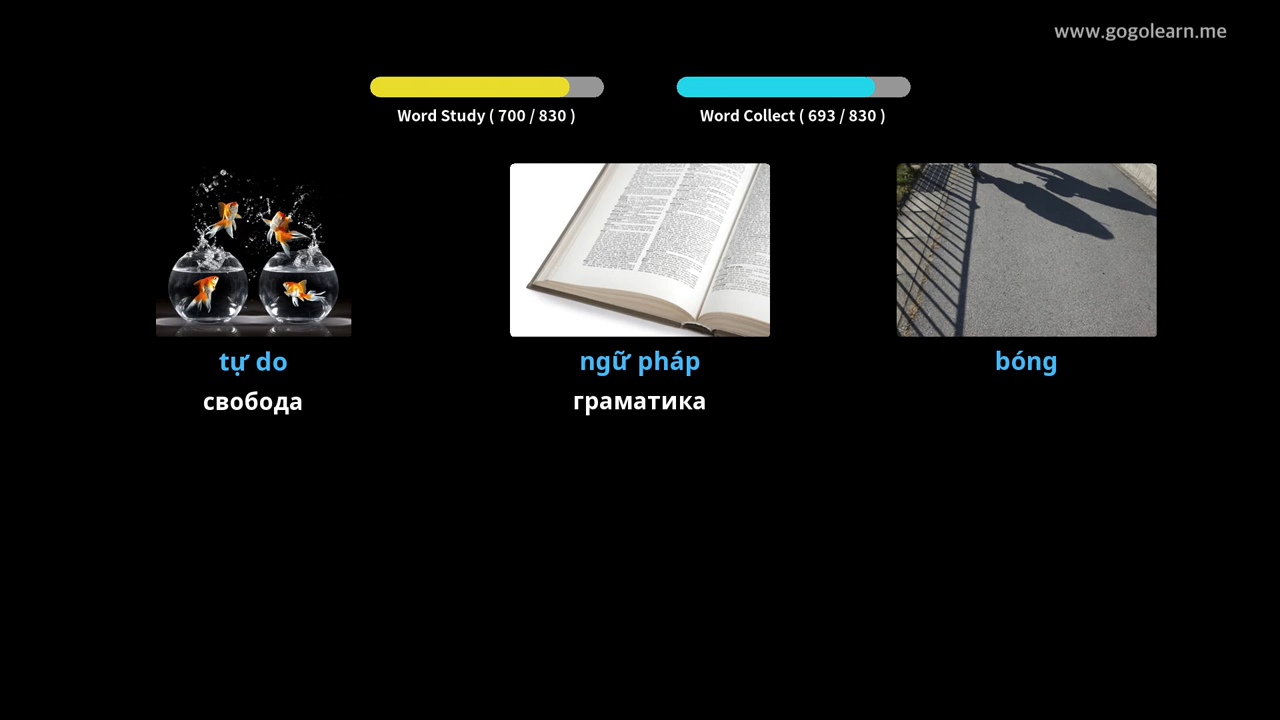 www.gogolearn.me
Word Study ( 700 / 830 )
Word Collect ( 693 / 830 )
tự do
ngữ pháp
bóng
свобода
граматика